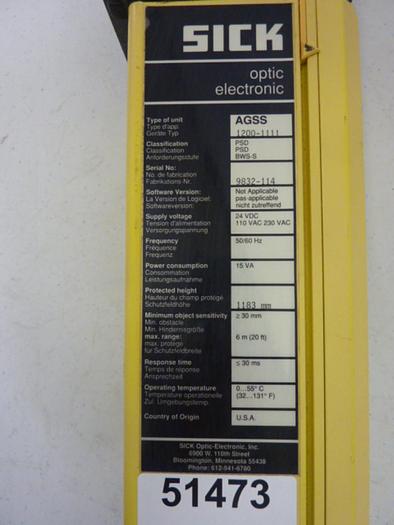 SICK
optic
electronic
Type of unit AGSS
Type d'app.
Geräte Typ 1200-1111
Classification PSD
Classification PSD
Anforderungsstufe BWS-S
Serial No:
No. de fabrication
Fabrikations-Nr. 9832-114
Software Version: Not Applicable
La Version de Logiciel: pas applicable
Softwareversion: nicht zutreffend
Supply voltage 24 VDC
Tension d'alimentation 110 VAC 230 VAC
Versorgungsspannung
Frequency 50/60 Hz
Fréquence
Frequenz
Power consumption 15 VA
Consommation
Leistungsaufnahme
Protected height
Hauteur du champ protégé
Schutzfeldhöhe 1183 mm
Minimum object sensitivity ≥ 30 mm
Min. obstacle
Min. Hindernisgröße
max. range: 6 m (20 ft)
max. protégé
für Schutzfeldbreite
Response time ≤ 30 ms
Temps de réponse
Ansprechzeit
Operating temperature 0...55° C
Température operationelle (32...131° F)
Zul. Umgebungstemp.
Country of Origin U.S.A.
SICK Optic-Electronic, Inc.
6900 W. 110th Street
Bloomington, Minnesota 55438
Phone: 612-941-6780
51473